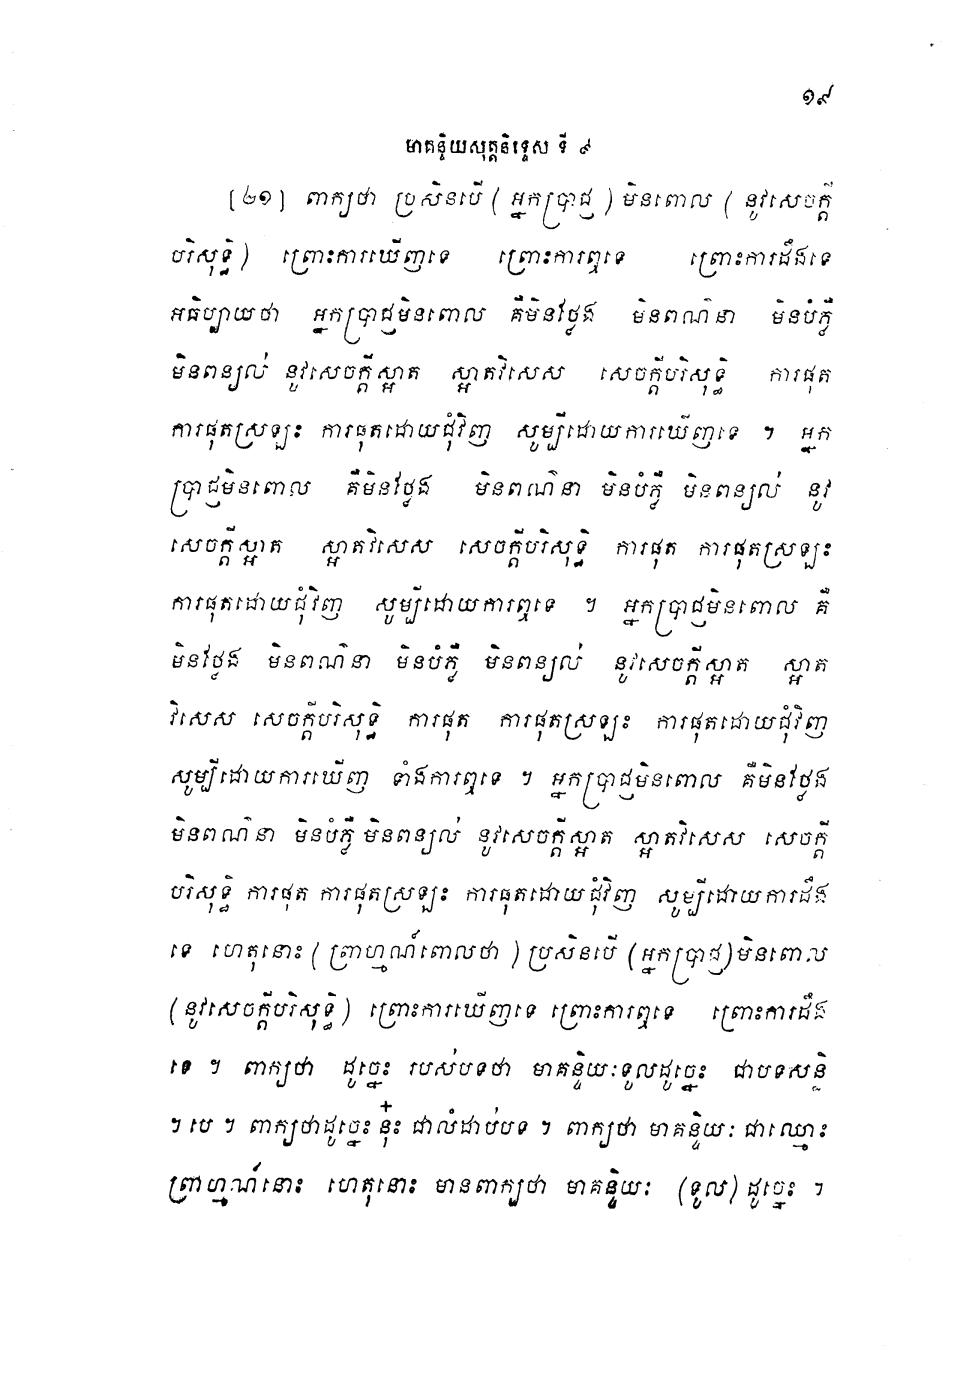 ១៩
មាគន្ទិយសុត្តនិទ្ទេស ទី ៩
[៤១] ពាក្យថា ប្រសិនបើ ( អ្នកប្រាជ្ញ ) មិនពោល ( នូវសេចក្តី
បរិសុទ្ធិ ) ព្រោះការឃើញទេ ព្រោះការឮទេ ព្រោះការដឹងទេ
អធិប្បាយថា អ្នកប្រាជ្ញមិនពោល គឺមិនថ្លែង មិនពណ៌នា មិនបំភ្លឺ
មិនពន្យល់ នូវសេចក្តីស្អាត ស្អាតវិសេស សេចក្តីបរិសុទ្ធិ ការផុត
ការផុតស្រឡះ ការផុតដោយជុំវិញ សូម្បីដោយការឃើញទេ ។ អ្នក
ប្រាជ្ញមិនពោល គឺមិនថ្លែង មិនពណ៌នា មិនបំភ្លឺ មិនពន្យល់ នូវ
សេចក្តីស្អាត ស្អាតវិសេស សេចក្តីបរិសុទ្ធិ ការផុត ការផុតស្រឡះ
ការផុតដោយជុំវិញ សូម្បីដោយការឮទេ ។ អ្នកប្រាជ្ញមិនពោល គឺ
មិនថ្លែង មិនពណ៌នា មិនបំភ្លឺ មិនពន្យល់ នូវសេចក្តីស្អាត ស្អាត
វិសេស សេចក្តីបរិសុទ្ធិ ការផុត ការផុតស្រឡះ ការផុតដោយជុំវិញ
សូម្បីដោយការឃើញ ទាំងការឮទេ ។ អ្នកប្រាជ្ញមិនពោល គឺមិនថ្លែង
មិនពណ៌នា មិនបំភ្លឺ មិនពន្យល់ នូវសេចក្តីស្អាត ស្អាតវិសេស សេចក្តី
បរិសុទ្ធិ ការផុត ការផុតស្រឡះ ការផុតដោយជុំវិញ សូម្បីដោយការដឹង
ទេ ហេតុនោះ ( ព្រាហ្មណ៍ពោលថា ) ប្រសិនបើ (អ្នកប្រាជ្ញ) មិនពោល
(នូវសេចក្តីបរិសុទ្ធិ) ព្រោះការឃើញទេ ព្រោះការឮទេ ព្រោះការដឹង
ទេ ។ ពាក្យថា ដូច្នេះ របស់បទថា មាគន្ទិយៈទូលដូច្នេះ ជាបទសន្ធិ
។ បេ ។ ពាក្យថាដូច្នេះ នុ៎ះ ជាលំដាប់បទ ។ ពាក្យថា មាគន្ទិយៈ ជាឈ្មោះ
ព្រាហ្មណ៍នោះ ហេតុនោះ មានពាក្យថា មាគន្ទិយៈ (ទូល) ដូច្នេះ ។